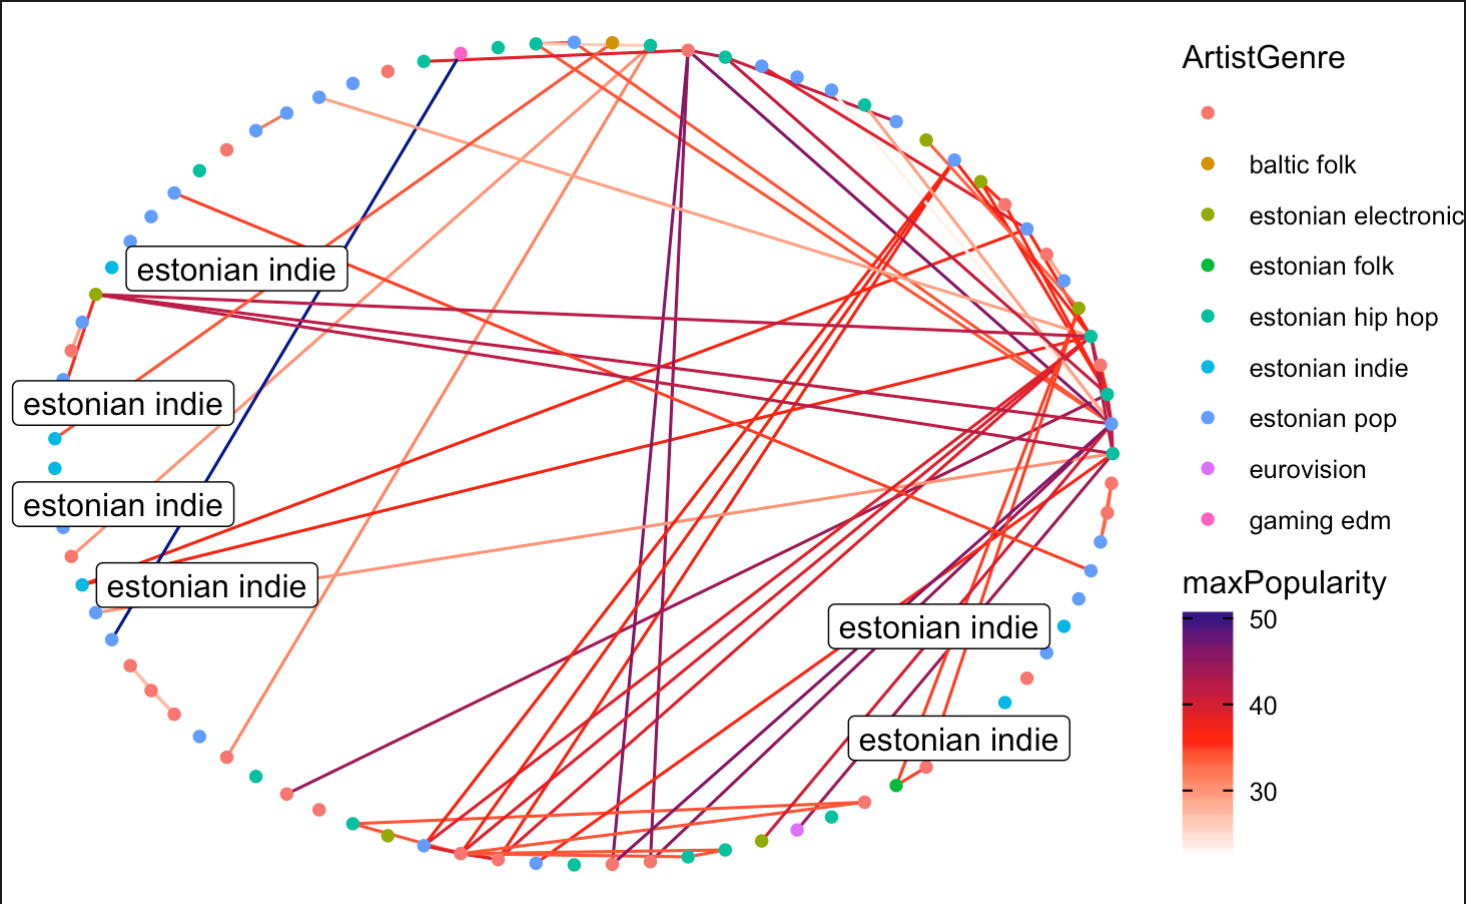 ArtistGenre
baltic folk
estonian electronic
estonian folk
estonian hip hop
estonian indie
estonian pop
eurovision
gaming edm
maxPopularity
50
40
30
estonian indie
estonian indie
estonian indie
estonian indie
estonian indie
estonian indie